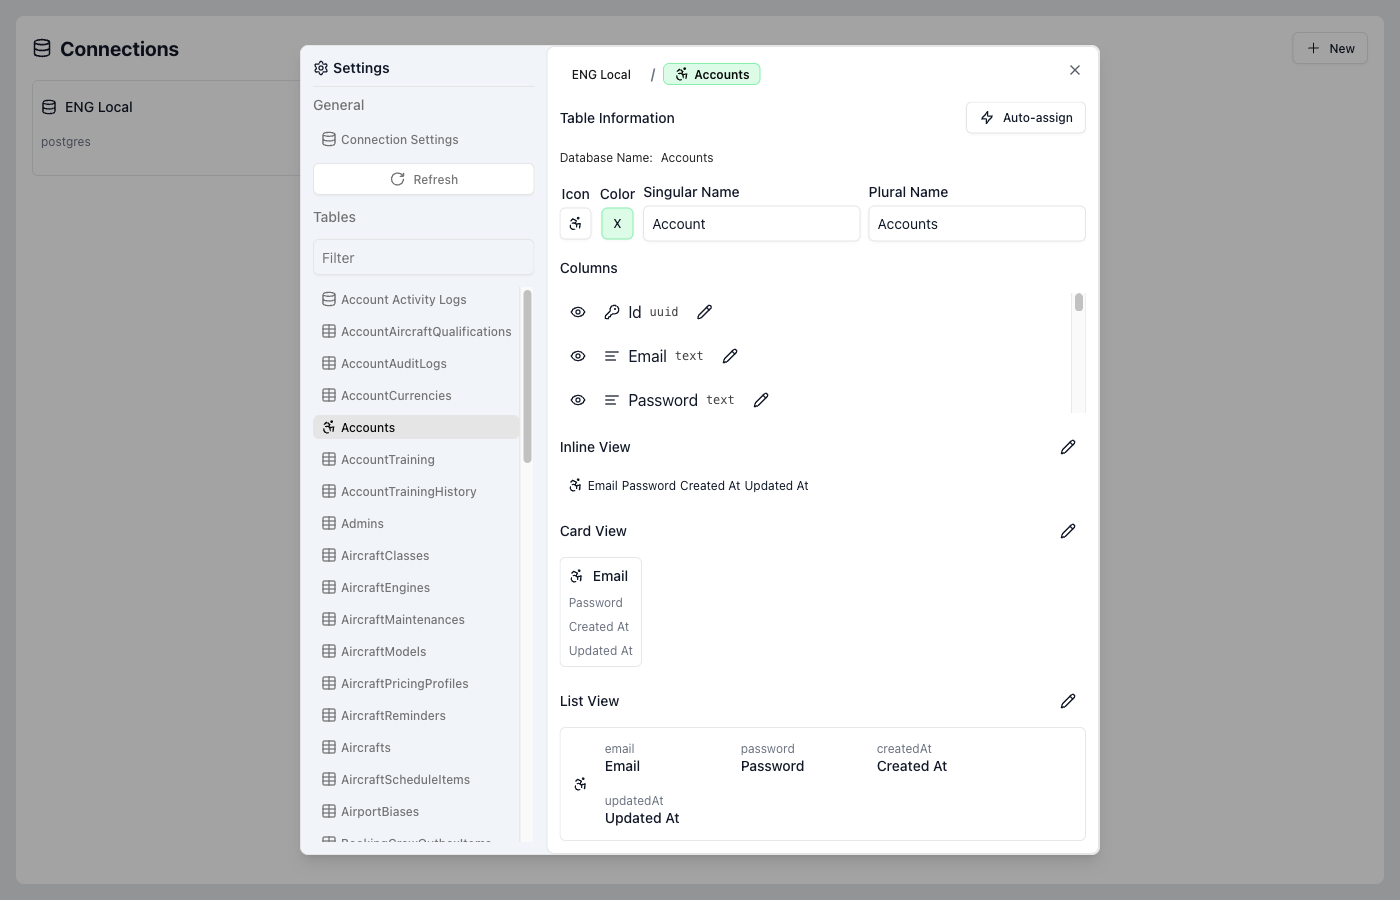 Connections
New
ENG Local
postgres
Settings
General
Connection Settings
Refresh
Tables
Filter
Account Activity Logs
AccountAircraftQualifications
AccountAuditLogs
AccountCurrencies
Accounts
AccountTraining
AccountTrainingHistory
Admins
AircraftClasses
AircraftEngines
AircraftMaintenances
AircraftModels
AircraftPricingProfiles
AircraftReminders
Aircrafts
AircraftScheduleItems
AirportBiases
ENG Local / Accounts
Table Information
Auto-assign
Database Name: Accounts
Icon Color Singular Name Plural Name
X Account Accounts
Columns
Id uuid
Email text
Password text
Inline View
Email Password Created At Updated At
Card View
Email
Password
Created At
Updated At
List View
email password createdAt
Email Password Created At
updatedAt
Updated At